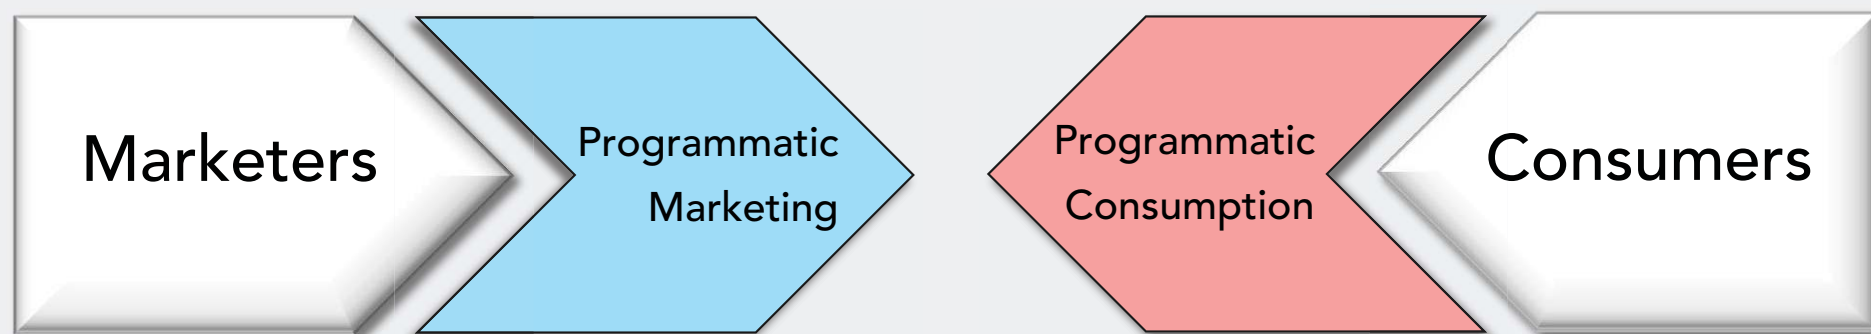 Marketers
Programmatic
Marketing
Programmatic
Consumption
Consumers